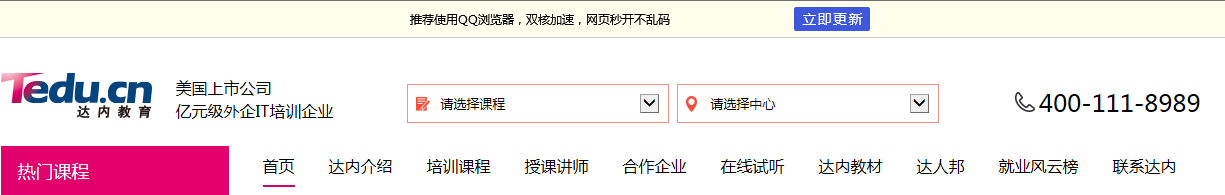 推荐使用QQ浏览器，双核加速，网页秒开不乱码 立即更新
Tedu.cn
达内教育
美国上市公司
亿元级外企IT培训企业
请选择课程
请选择中心
400-111-8989
热门课程
首页 达内介绍 培训课程 授课讲师 合作企业 在线试听 达内教材 达人邦 就业风云榜 联系达内